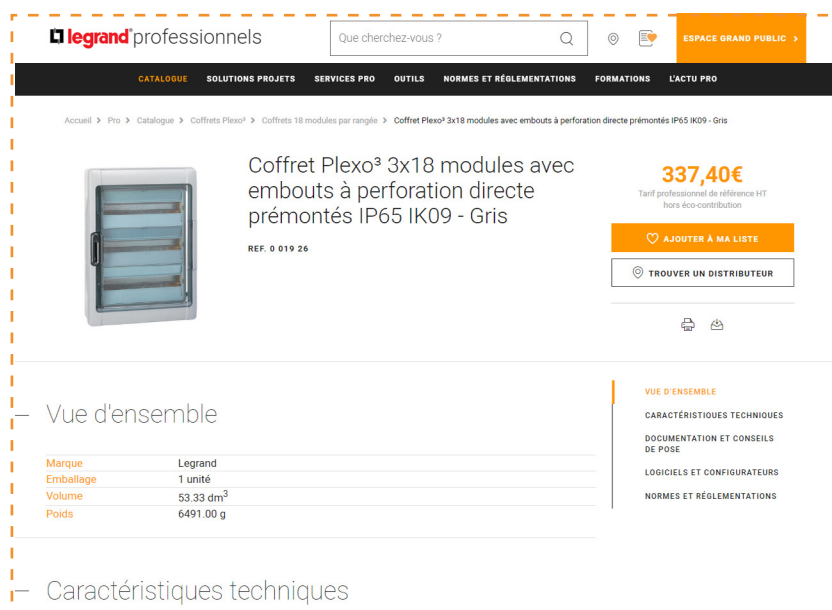 legrand® professionnels
Que cherchez-vous ?
ESPACE GRAND PUBLIC >
CATALOGUE SOLUTIONS PROJETS SERVICES PRO OUTILS NORMES ET RÉGLEMENTATIONS FORMATIONS L'ACTU PRO
Accueil > Pro > Catalogue > Coffrets Plexo³ > Coffrets 18 modules par rangée > Coffret Plexo³ 3x18 modules avec embouts à perforation directe prémontés IP65 IK09 - Gris
Coffret Plexo³ 3x18 modules avec
embouts à perforation directe
prémontés IP65 IK09 - Gris
REF. 0 019 26
337,40€
Tarif professionnel de référence HT
hors éco-contribution
AJOUTER À MA LISTE
TROUVER UN DISTRIBUTEUR
Vue d'ensemble
Marque Legrand
Emballage 1 unité
Volume 53.33 dm³
Poids 6491.00 g
VUE D'ENSEMBLE
CARACTÉRISTIQUES TECHNIQUES
DOCUMENTATION ET CONSEILS
DE POSE
LOGICIELS ET CONFIGURATEURS
NORMES ET RÉGLEMENTATIONS
Caractéristiques techniques